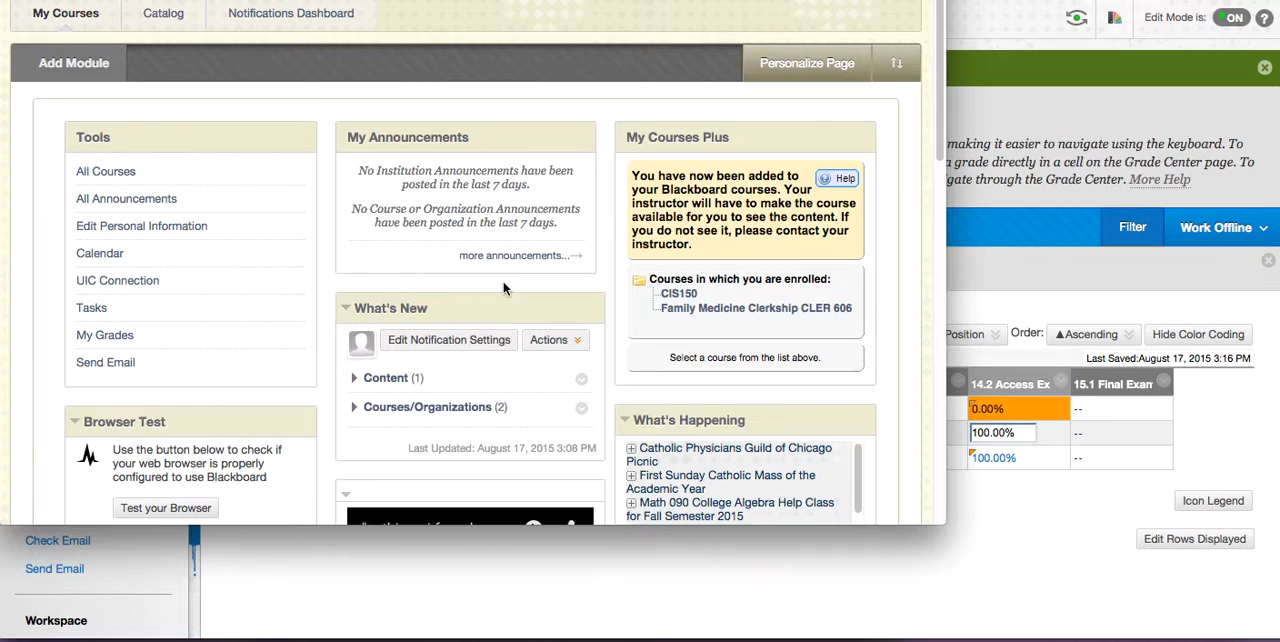 My Courses
Catalog
Notifications Dashboard
Edit Mode is:
ON
?
Add Module
Personalize Page
Tools
All Courses
All Announcements
Edit Personal Information
Calendar
UIC Connection
Tasks
My Grades
Send Email
Browser Test
Use the button below to check if
your web browser is properly
configured to use Blackboard
Test your Browser
My Announcements
No Institution Announcements have been
posted in the last 7 days.
No Course or Organization Announcements
have been posted in the last 7 days.
more announcements...
What's New
Edit Notification Settings
Actions
Content (1)
Courses/Organizations (2)
Last Updated: August 17, 2015 3:08 PM
My Courses Plus
You have now been added to
your Blackboard courses. Your
instructor will have to make the course
available for you to see the content. If
you do not see it, please contact your
instructor.
Help
Courses in which you are enrolled:
CIS150
Family Medicine Clerkship CLER 606
Select a course from the list above.
What's Happening
Catholic Physicians Guild of Chicago
Picnic
First Sunday Catholic Mass of the
Academic Year
Math 090 College Algebra Help Class
for Fall Semester 2015
making it easier to navigate using the keyboard. To
a grade directly in a cell on the Grade Center page. To
gate through the Grade Center. More Help
Filter
Work Offline
Position
Order:
Ascending
Hide Color Coding
Last Saved:August 17, 2015 3:16 PM
14.2 Access Ex
15.1 Final Exam
0.00%
--
100.00%
--
100.00%
--
Icon Legend
Edit Rows Displayed
Check Email
Send Email
Workspace